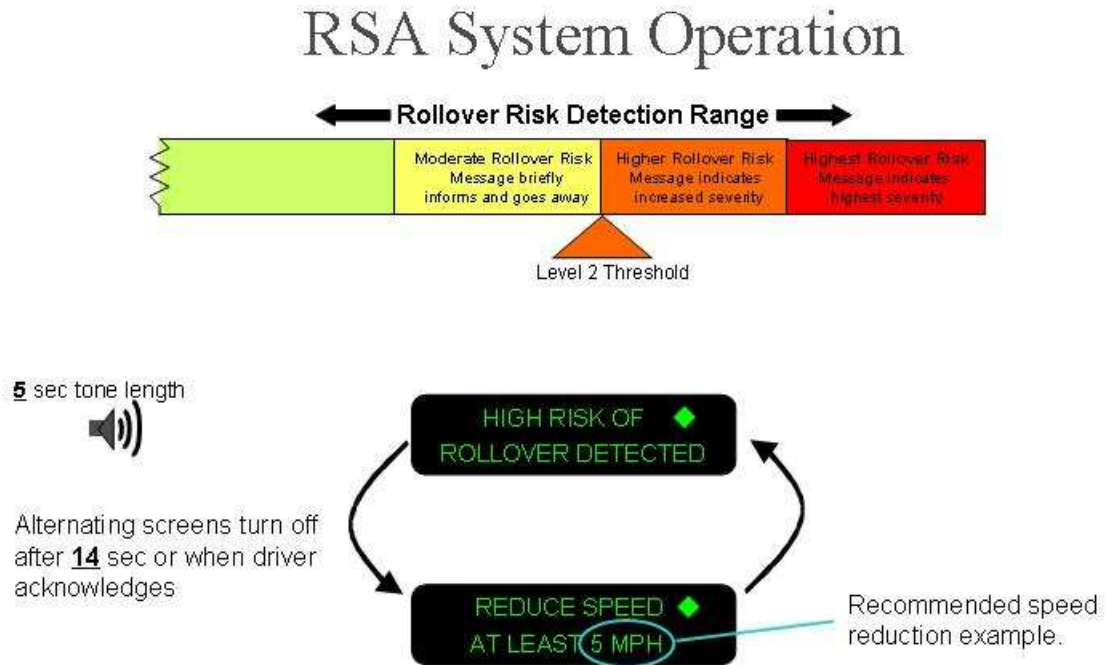 RSA System Operation
Rollover Risk Detection Range
Moderate Rollover Risk
Message briefly
informs and goes away
Higher Rollover Risk
Message indicates
increased severity
Highest Rollover Risk
Message indicates
highest severity
Level 2 Threshold
5 sec tone length
HIGH RISK OF
ROLLOVER DETECTED
Alternating screens turn off
after 14 sec or when driver
acknowledges
REDUCE SPEED
AT LEAST 5 MPH
Recommended speed
reduction example.